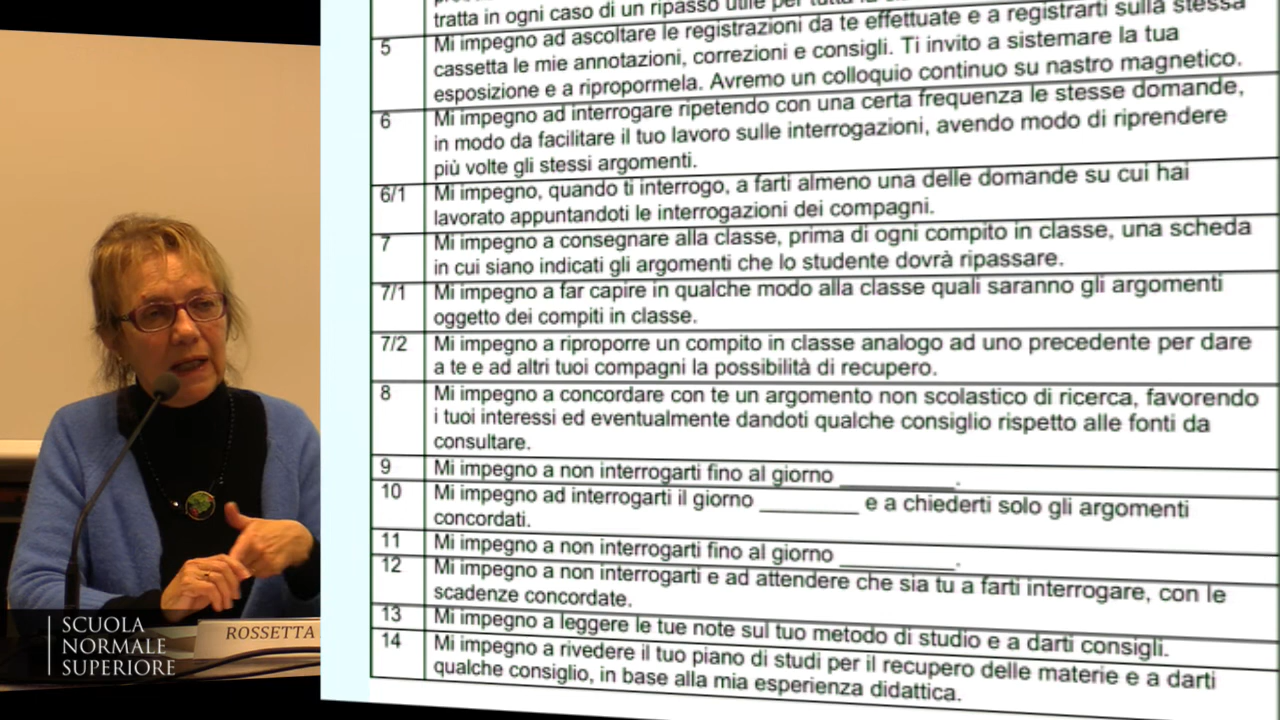 tratta in ogni caso di un ripasso utile per
5 Mi impegno ad ascoltare le registrazioni da te effettuate e a registrarti sulla stessa
cassetta le mie annotazioni, correzioni e consigli. Ti invito a sistemare la tua
esposizione e a ripropormela. Avremo un colloquio continuo su nastro magnetico.
6 Mi impegno ad interrogare ripetendo con una certa frequenza le stesse domande,
in modo da facilitare il tuo lavoro sulle interrogazioni, avendo modo di riprendere
più volte gli stessi argomenti.
6/1 Mi impegno, quando ti interrogo, a farti almeno una delle domande su cui hai
lavorato appuntandoti le interrogazioni dei compagni.
7 Mi impegno a consegnare alla classe, prima di ogni compito in classe, una scheda
in cui siano indicati gli argomenti che lo studente dovrà ripassare.
7/1 Mi impegno a far capire in qualche modo alla classe quali saranno gli argomenti
oggetto dei compiti in classe.
7/2 Mi impegno a riproporre un compito in classe analogo ad uno precedente per dare
a te e ad altri tuoi compagni la possibilità di recupero.
8 Mi impegno a concordare con te un argomento non scolastico di ricerca, favorendo
i tuoi interessi ed eventualmente dandoti qualche consiglio rispetto alle fonti da
consultare.
9 Mi impegno a non interrogarti fino al giorno __________.
10 Mi impegno ad interrogarti il giorno _________ e a chiederti solo gli argomenti
concordati.
11 Mi impegno a non interrogarti fino al giorno __________.
12 Mi impegno a non interrogarti e ad attendere che sia tu a farti interrogare, con le
scadenze concordate.
13 Mi impegno a leggere le tue note sul tuo metodo di studio e a darti consigli.
14 Mi impegno a rivedere il tuo piano di studi per il recupero delle materie e a darti
qualche consiglio, in base alla mia esperienza didattica.
ROSSETTA
SCUOLA
NORMALE
SUPERIORE